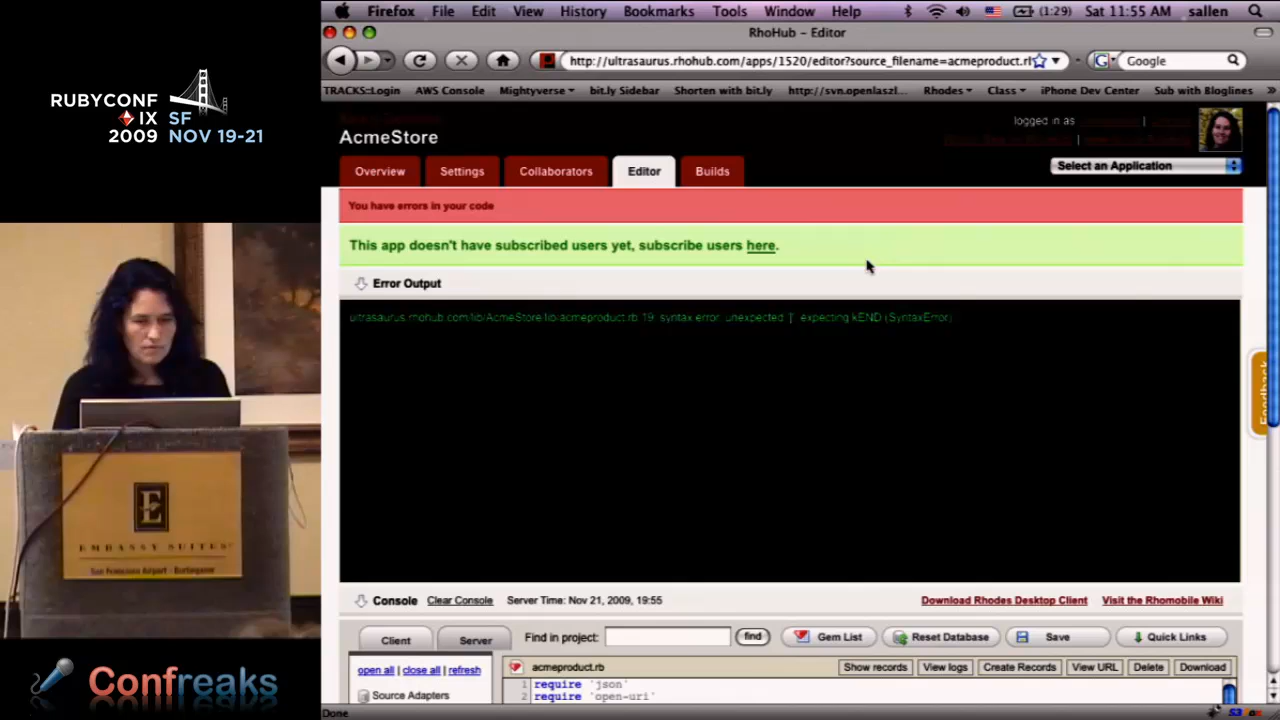 RUBYCONF
IX SF
2009 NOV 19-21
EMBASSY SUITES
San Francisco Airport - Burlingame
Confreaks
Firefox File Edit View History Bookmarks Tools Window Help (1:29) Sat 11:55 AM sallen
RhoHub - Editor
http://ultrasaurus.rhohub.com/apps/1520/editor?source_filename=acmeproduct.rl Google
TRACKS::Login AWS Console Mightyverse bit.ly Sidebar Shorten with bit.ly http://svn.openlaszl... Rhodes Class iPhone Dev Center Sub with Bloglines »
logged in as
AcmeStore
Select an Application
Overview Settings Collaborators Editor Builds
You have errors in your code
This app doesn't have subscribed users yet, subscribe users here.
Error Output
ultrasaurus.rhohub.com/lib/AcmeStore/lib/acmeproduct.rb:19: syntax error, unexpected ']', expecting kEND (SyntaxError)
Feedback
Console Clear Console Server Time: Nov 21, 2009, 19:55 Download Rhodes Desktop Client Visit the Rhomobile Wiki
Client Server Find in project: find Gem List Reset Database Save Quick Links
open all | close all | refresh acmeproduct.rb Show records View logs Create Records View URL Delete Download
Source Adapters
1 require 'json'
2 require 'open-uri'
Done